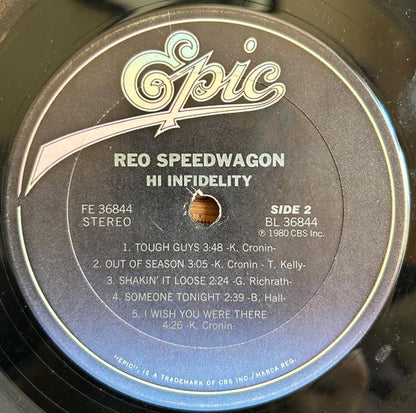 Epic
REO SPEEDWAGON
HI INFIDELITY
FE 36844
STEREO
SIDE 2
BL 36844
℗ 1980 CBS Inc.
1. TOUGH GUYS 3:48 -K. Cronin-
2. OUT OF SEASON 3:05 -K. Cronin - T. Kelly-
3. SHAKIN' IT LOOSE 2:24 -G. Richrath-
4. SOMEONE TONIGHT 2:39 -B. Hall-
5. I WISH YOU WERE THERE
4:26 -K. Cronin-
"EPIC", IS A TRADEMARK OF CBS INC./MARCA REG.